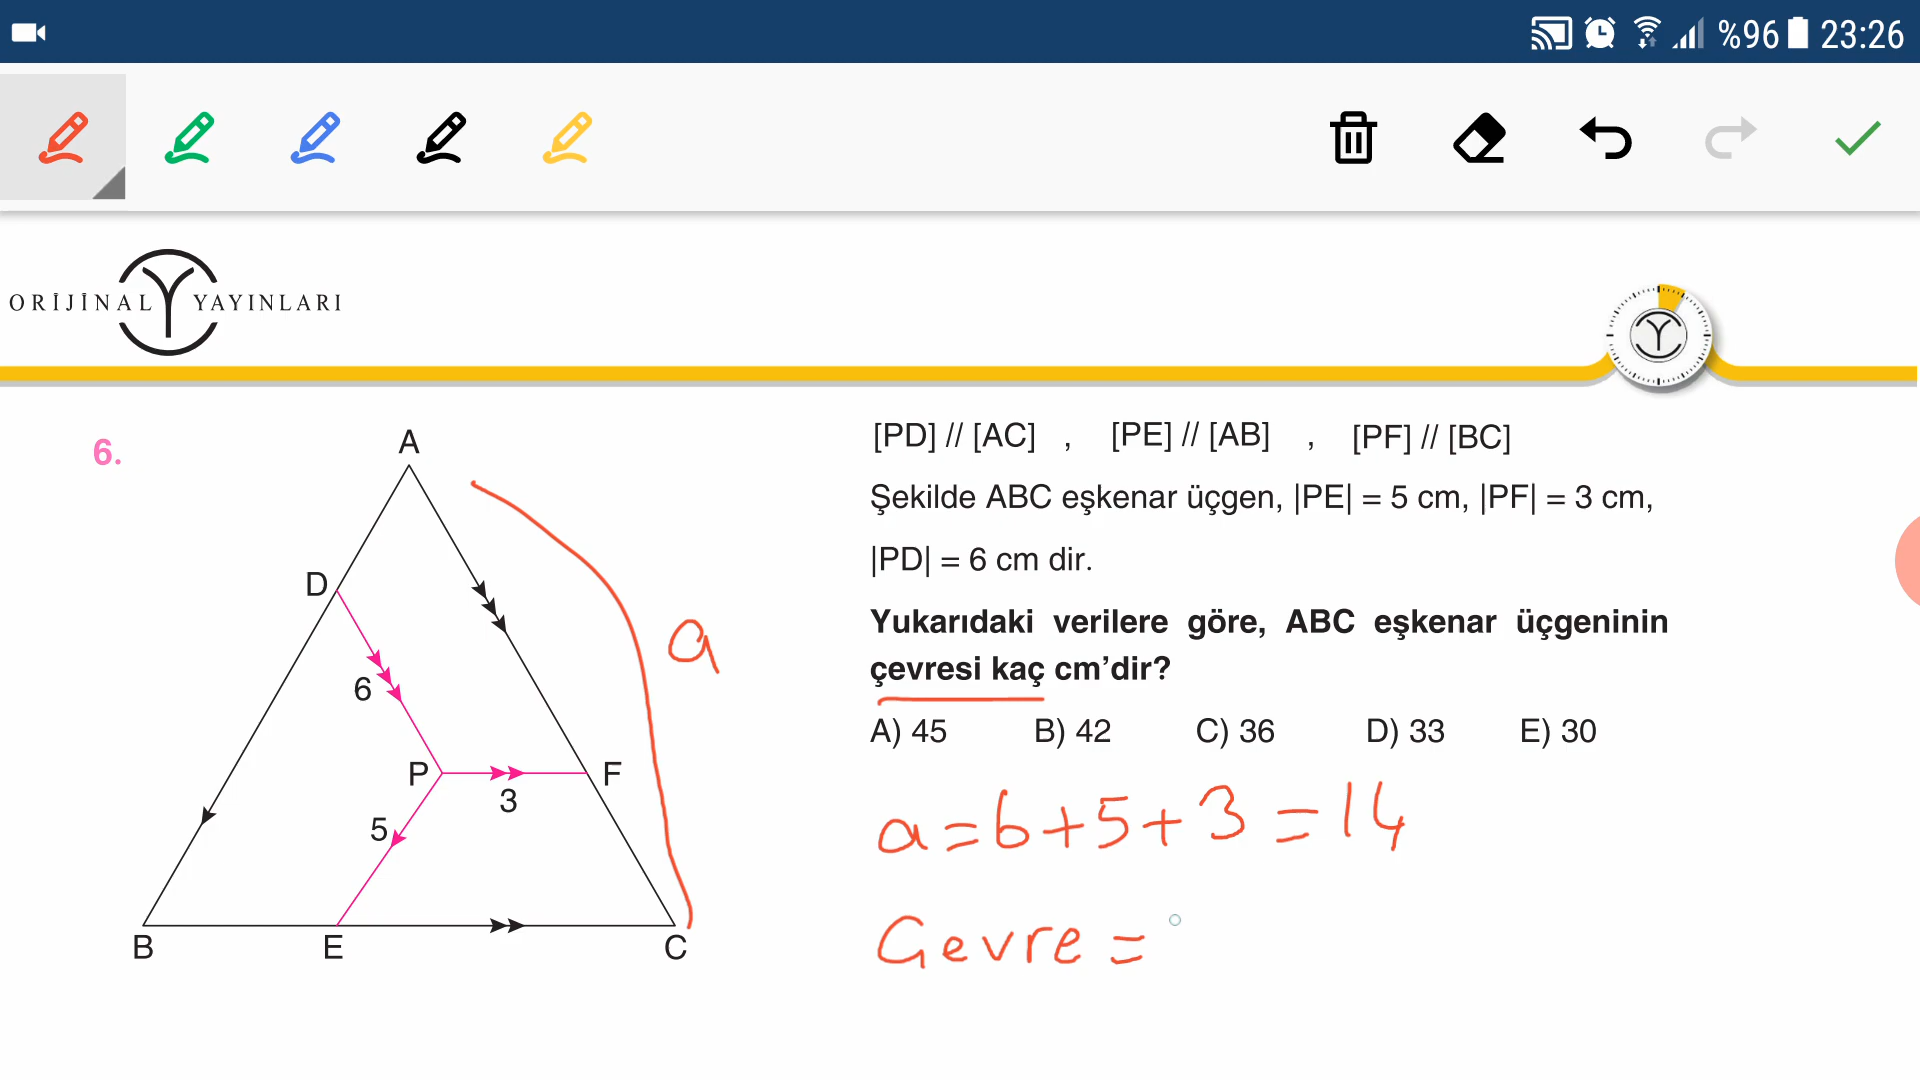 %96 23:26
ORİJİNAL YAYINLARI
6.
A
D
6
P
F
3
5
B
E
C
a
[PD] // [AC] , [PE] // [AB] , [PF] // [BC]
Şekilde ABC eşkenar üçgen, |PE| = 5 cm, |PF| = 3 cm,
|PD| = 6 cm dir.
Yukarıdaki verilere göre, ABC eşkenar üçgeninin
çevresi kaç cm’dir?
A) 45 B) 42 C) 36 D) 33 E) 30
a=6+5+3=14
Çevre =